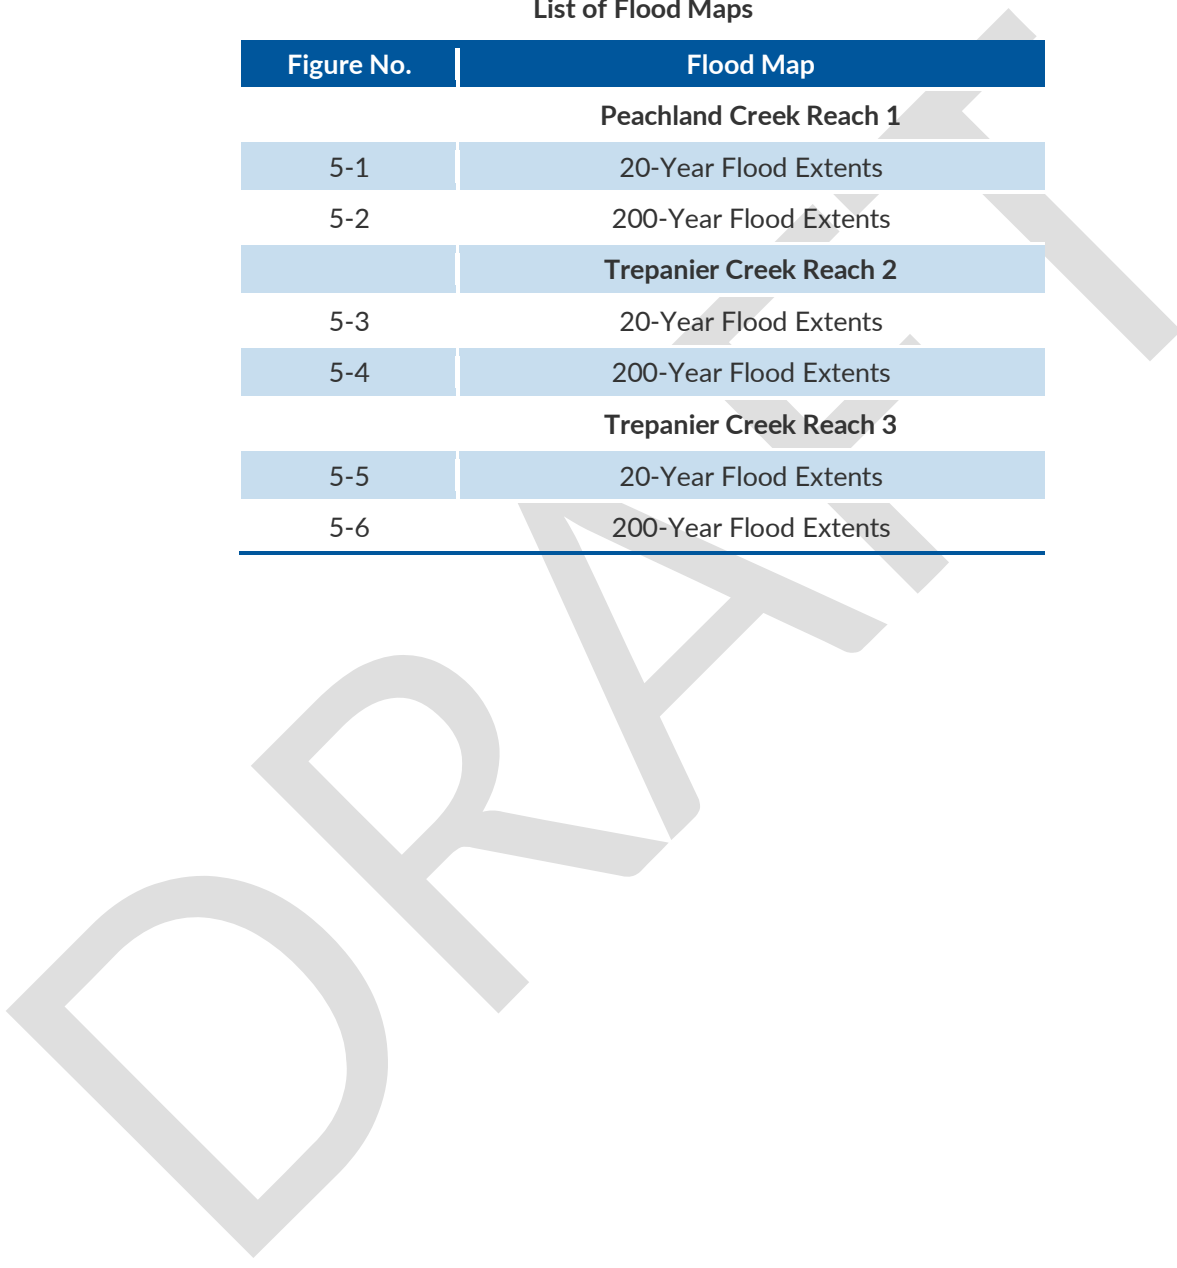 List of Flood Maps
Figure No. Flood Map
Peachland Creek Reach 1
5-1 20-Year Flood Extents
5-2 200-Year Flood Extents
Trepanier Creek Reach 2
5-3 20-Year Flood Extents
5-4 200-Year Flood Extents
Trepanier Creek Reach 3
5-5 20-Year Flood Extents
5-6 200-Year Flood Extents
DRAFT